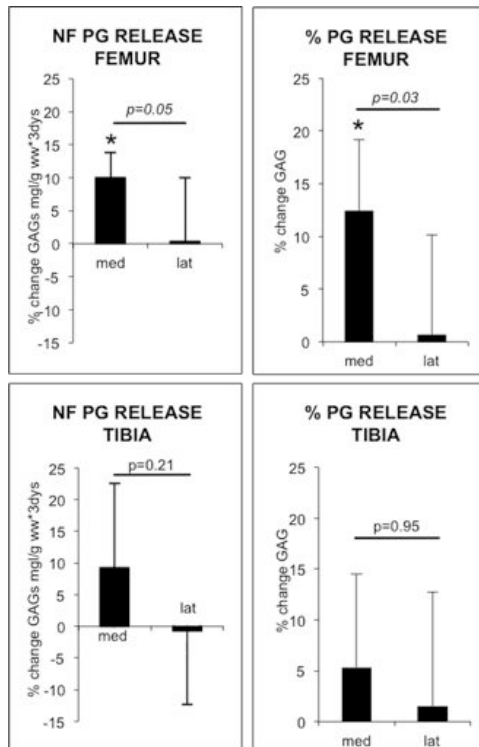 NF PG RELEASE
FEMUR
p=0.05
*
% change GAGs mgl/g ww*3dys
25
20
15
10
5
0
-5
-10
-15
med
lat
% PG RELEASE
FEMUR
p=0.03
*
% change GAG
25
20
15
10
5
0
med
lat
NF PG RELEASE
TIBIA
p=0.21
% change GAGs mgl/g ww*3dys
25
20
15
10
5
0
-5
-10
-15
med
lat
% PG RELEASE
TIBIA
p=0.95
% change GAG
25
20
15
10
5
0
med
lat